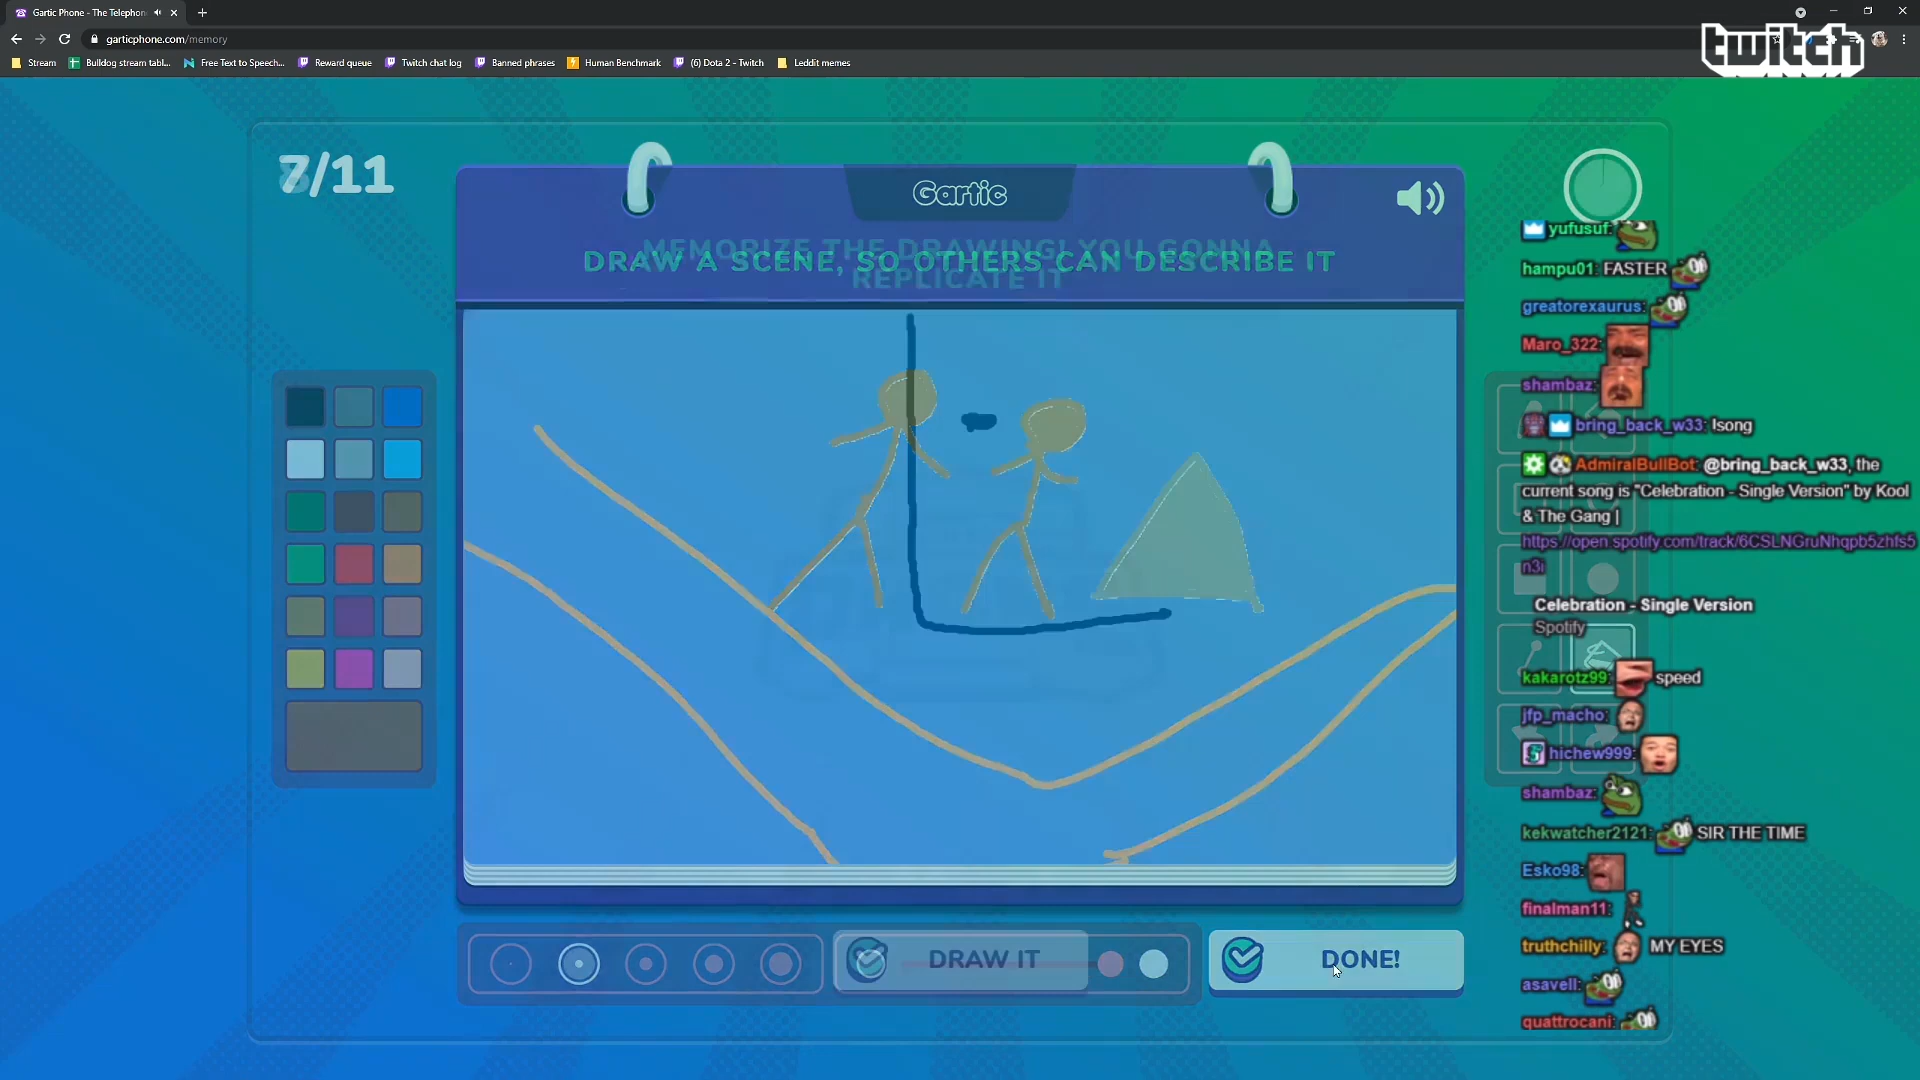 Gartic Phone - The Telephon
garticphone.com/memory
Stream
Bulldog stream tabl...
Free Text to Speech...
Reward queue
Twitch chat log
Banned phrases
Human Benchmark
(6) Dota 2 - Twitch
Leddit memes
twitch
7/11
Gartic
MEMORIZE THE DRAWING! YOU GONNA
REPLICATE IT
DRAW A SCENE, SO OTHERS CAN DESCRIBE IT
DRAW IT
DONE!
yufusuf:
hampu01: FASTER
greatorexaurus:
Maro_322:
shambaz:
bring_back_w33: !song
AdmiralBullBot: @bring_back_w33, the
current song is "Celebration - Single Version" by Kool
& The Gang |
https://open.spotify.com/track/6CSLNGruNhqpb5zhfs5
n3i
Celebration - Single Version
Spotify
kakarotz99: speed
jfp_macho:
hichew999:
shambaz:
kekwatcher2121: SIR THE TIME
Esko98:
finalman11:
truthchilly: MY EYES
asavell:
quattrocani: